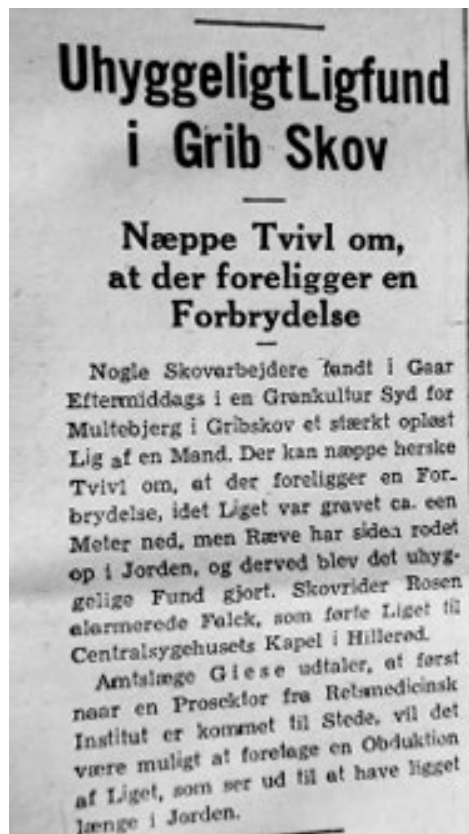 Uhyggeligt Ligfund
i Grib Skov
Næppe Tvivl om,
at der foreligger en
Forbrydelse
Nogle Skovarbejdere fandt i Gaar
Eftermiddags i en Grankultur Syd for
Multebjerg i Gribskov et stærkt opløst
Lig af en Mand. Der kan næppe herske
Tvivl om, at der foreligger en For-
brydelse, idet Liget var gravet ca. een
Meter ned, men Ræve har siden rodet
op i Jorden, og derved blev det uhyg-
gelige Fund gjort. Skovrider Rosen
alarmerede Falck, som førte Liget til
Centralsygehusets Kapel i Hillerød.
Amtslæge Giese udtaler, at først
naar en Prosektor fra Retsmedicinsk
Institut er kommet til Stede, vil det
være muligt at foretage en Obduktion
af Liget, som ser ud til at have ligget
længe i Jorden.